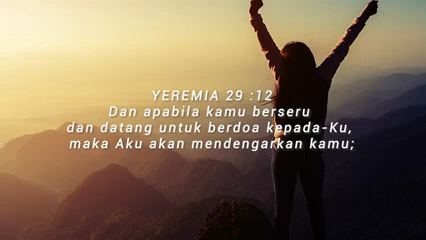 YEREMIA 29 :12
Dan apabila kamu berseru
dan datang untuk berdoa kepada-Ku,
maka Aku akan mendengarkan kamu;